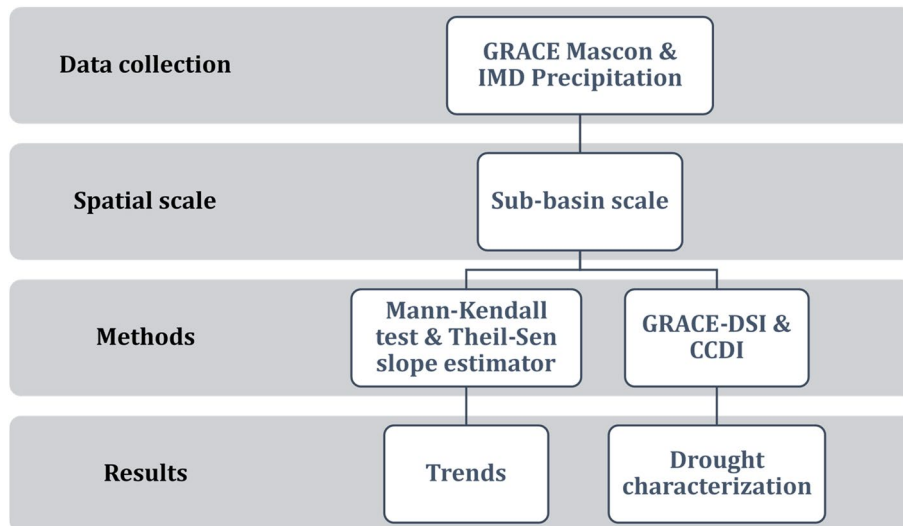 Data collection
GRACE Mascon &
IMD Precipitation
Spatial scale
Sub-basin scale
Methods
Mann-Kendall
test & Theil-Sen
slope estimator
GRACE-DSI &
CCDI
Results
Trends
Drought
characterization